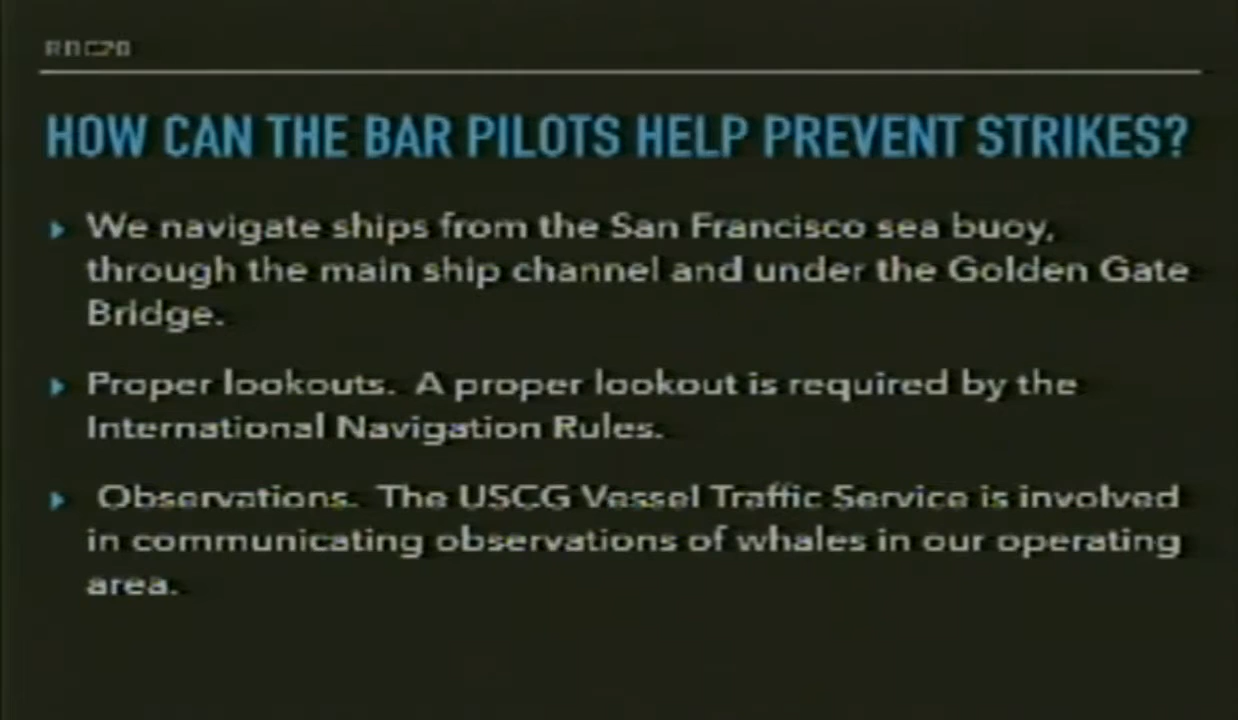 HOW CAN THE BAR PILOTS HELP PREVENT STRIKES?
We navigate ships from the San Francisco sea buoy,
through the main ship channel and under the Golden Gate
Bridge.
Proper lookouts. A proper lookout is required by the
International Navigation Rules.
Observations. The USCG Vessel Traffic Service is involved
in communicating observations of whales in our operating
area.